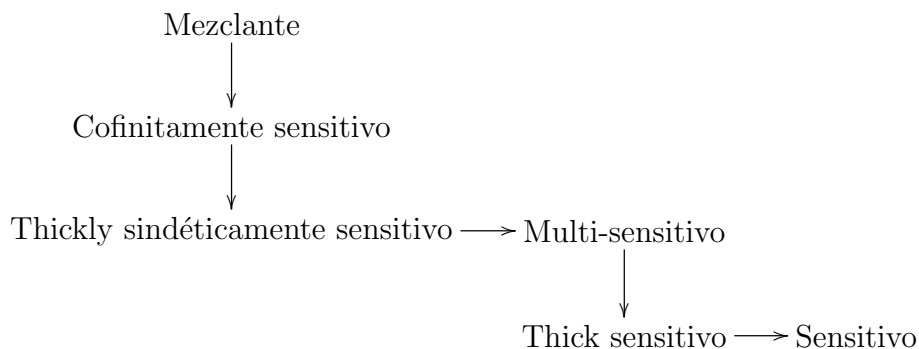 Mezclante
Cofinitamente sensitivo
Thickly sindéticamente sensitivo Multi-sensitivo
Thick sensitivo Sensitivo